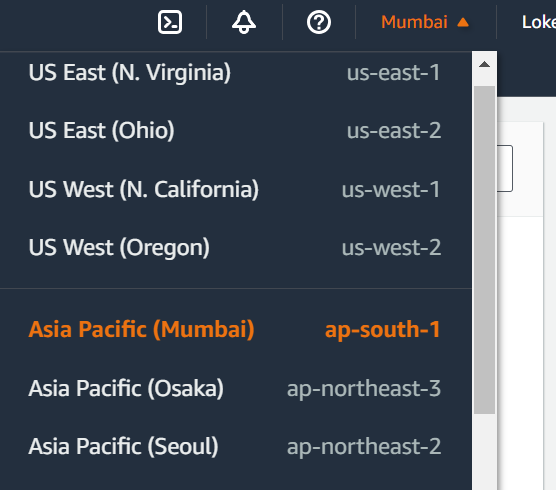 Mumbai
Loke
US East (N. Virginia) us-east-1
US East (Ohio) us-east-2
US West (N. California) us-west-1
US West (Oregon) us-west-2
Asia Pacific (Mumbai) ap-south-1
Asia Pacific (Osaka) ap-northeast-3
Asia Pacific (Seoul) ap-northeast-2